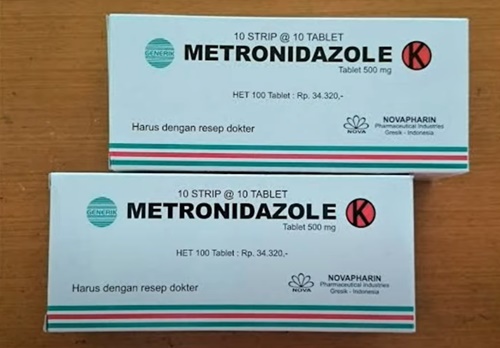 10 STRIP @ 10 TABLET
GENERIK
METRONIDAZOLE K
Tablet 500 mg
HET 100 Tablet : Rp. 34.320,-
NOVA
NOVAPHARIN
Pharmaceutical Industries
Gresik - Indonesia
Harus dengan resep dokter
10 STRIP @ 10 TABLET
GENERIK
METRONIDAZOLE K
Tablet 500 mg
HET 100 Tablet : Rp. 34.320,-
NOVA
NOVAPHARIN
Pharmaceutical Industries
Gresik - Indonesia
Harus dengan resep dokter